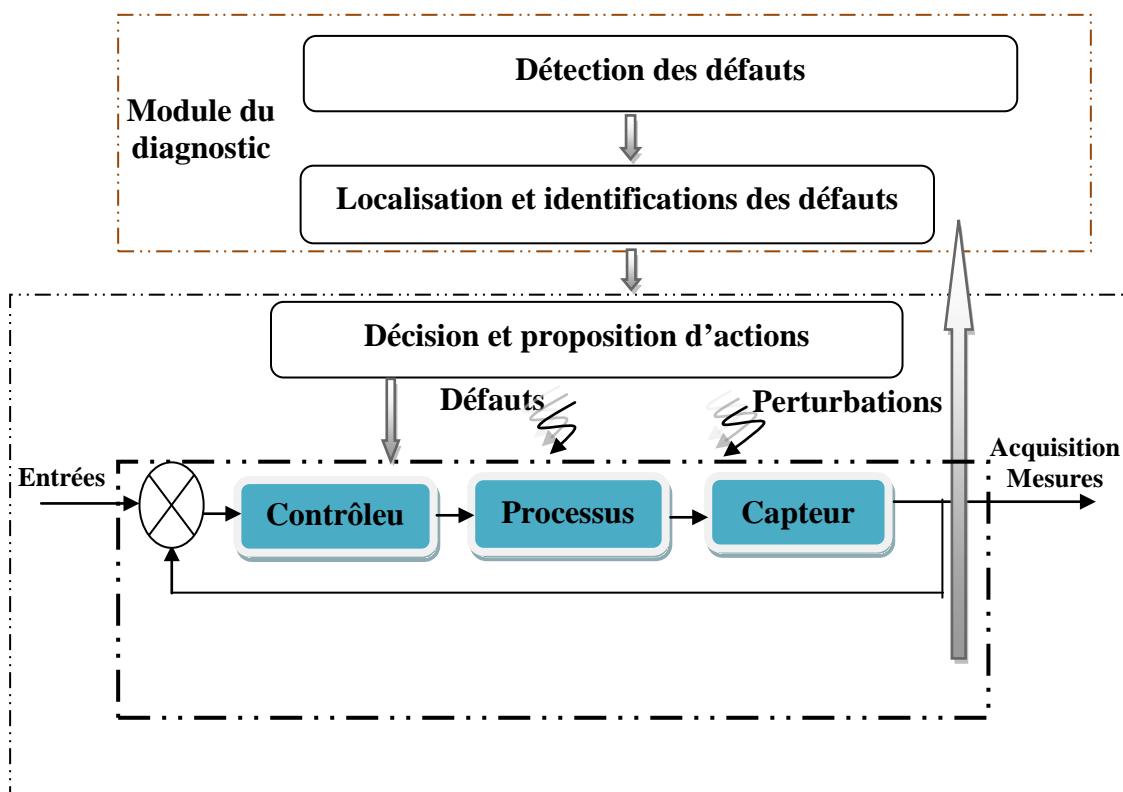 Détection des défauts
Module du
diagnostic
Localisation et identifications des défauts
Décision et proposition d’actions
Défauts
Perturbations
Entrées
Acquisition
Mesures
Contrôleu
Processus
Capteur